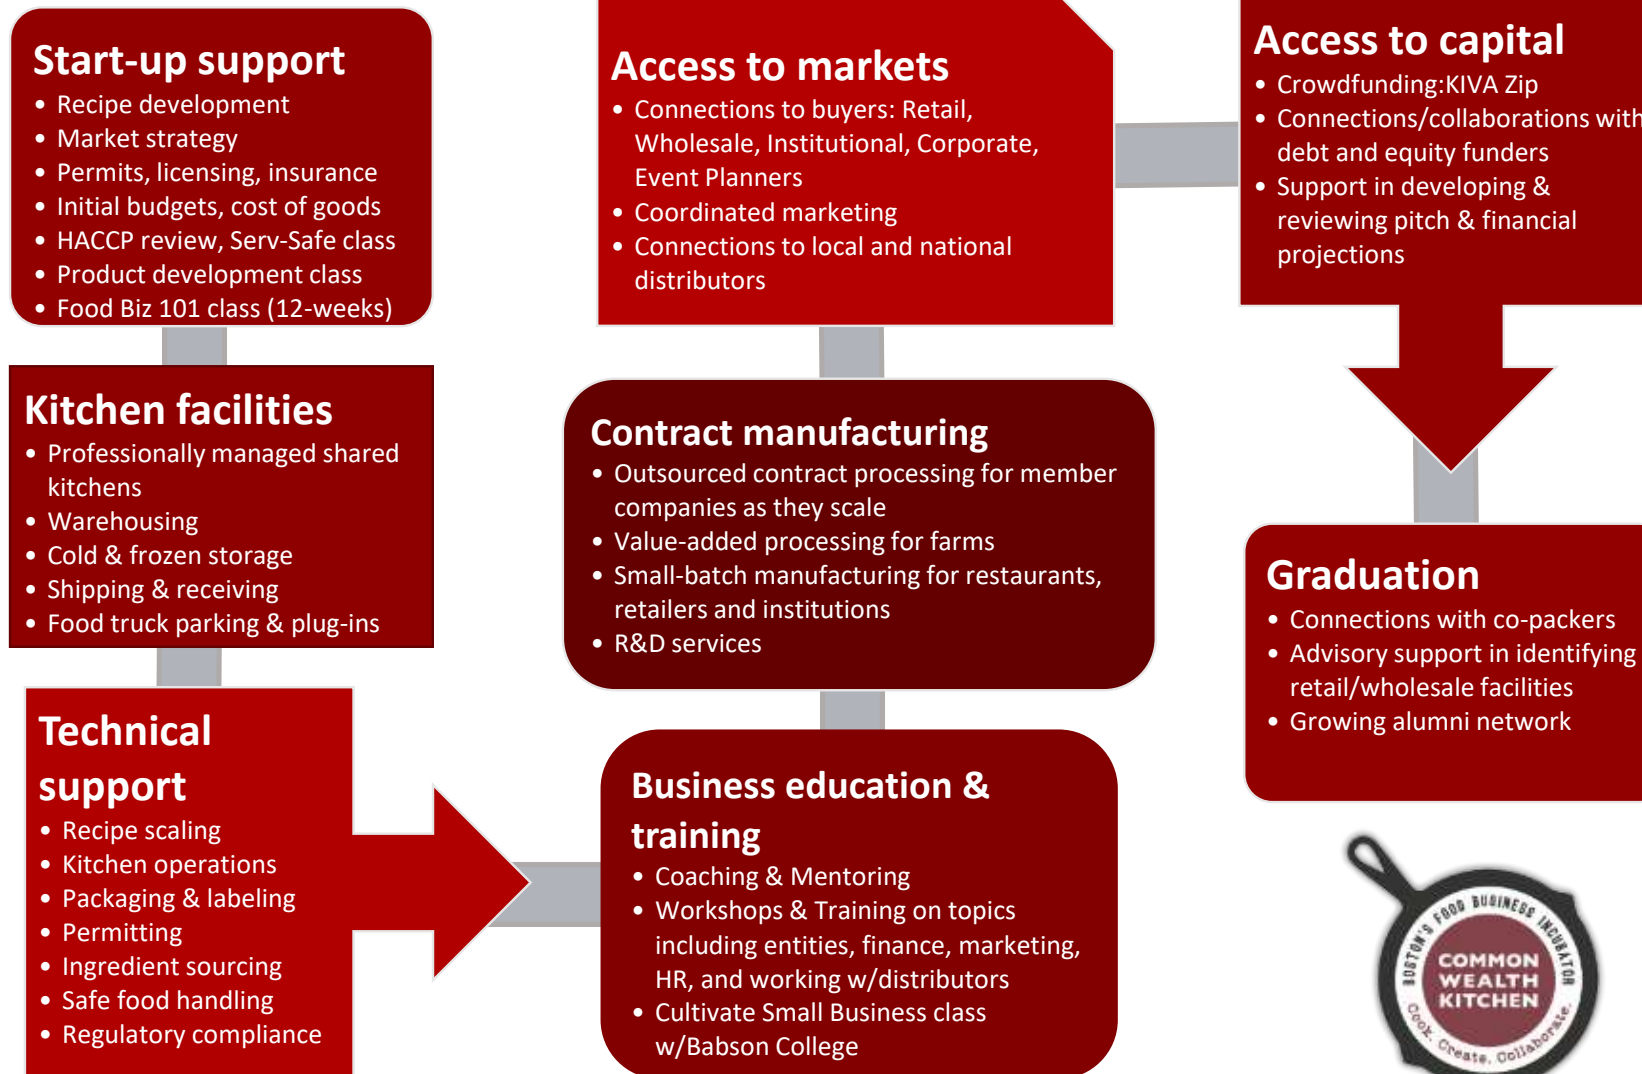 Start-up support
• Recipe development
• Market strategy
• Permits, licensing, insurance
• Initial budgets, cost of goods
• HACCP review, Serv-Safe class
• Product development class
• Food Biz 101 class (12-weeks)
Kitchen facilities
• Professionally managed shared
kitchens
• Warehousing
• Cold & frozen storage
• Shipping & receiving
• Food truck parking & plug-ins
Technical
support
• Recipe scaling
• Kitchen operations
• Packaging & labeling
• Permitting
• Ingredient sourcing
• Safe food handling
• Regulatory compliance
Business education &
training
• Coaching & Mentoring
• Workshops & Training on topics
including entities, finance, marketing,
HR, and working w/distributors
• Cultivate Small Business class
w/Babson College
Contract manufacturing
• Outsourced contract processing for member
companies as they scale
• Value-added processing for farms
• Small-batch manufacturing for restaurants,
retailers and institutions
• R&D services
Access to markets
• Connections to buyers: Retail,
Wholesale, Institutional, Corporate,
Event Planners
• Coordinated marketing
• Connections to local and national
distributors
Access to capital
• Crowdfunding:KIVA Zip
• Connections/collaborations with
debt and equity funders
• Support in developing &
reviewing pitch & financial
projections
Graduation
• Connections with co-packers
• Advisory support in identifying
retail/wholesale facilities
• Growing alumni network
BOSTON'S FOOD BUSINESS INCUBATOR
COMMON
WEALTH
KITCHEN
Cook. Create. Collaborate.